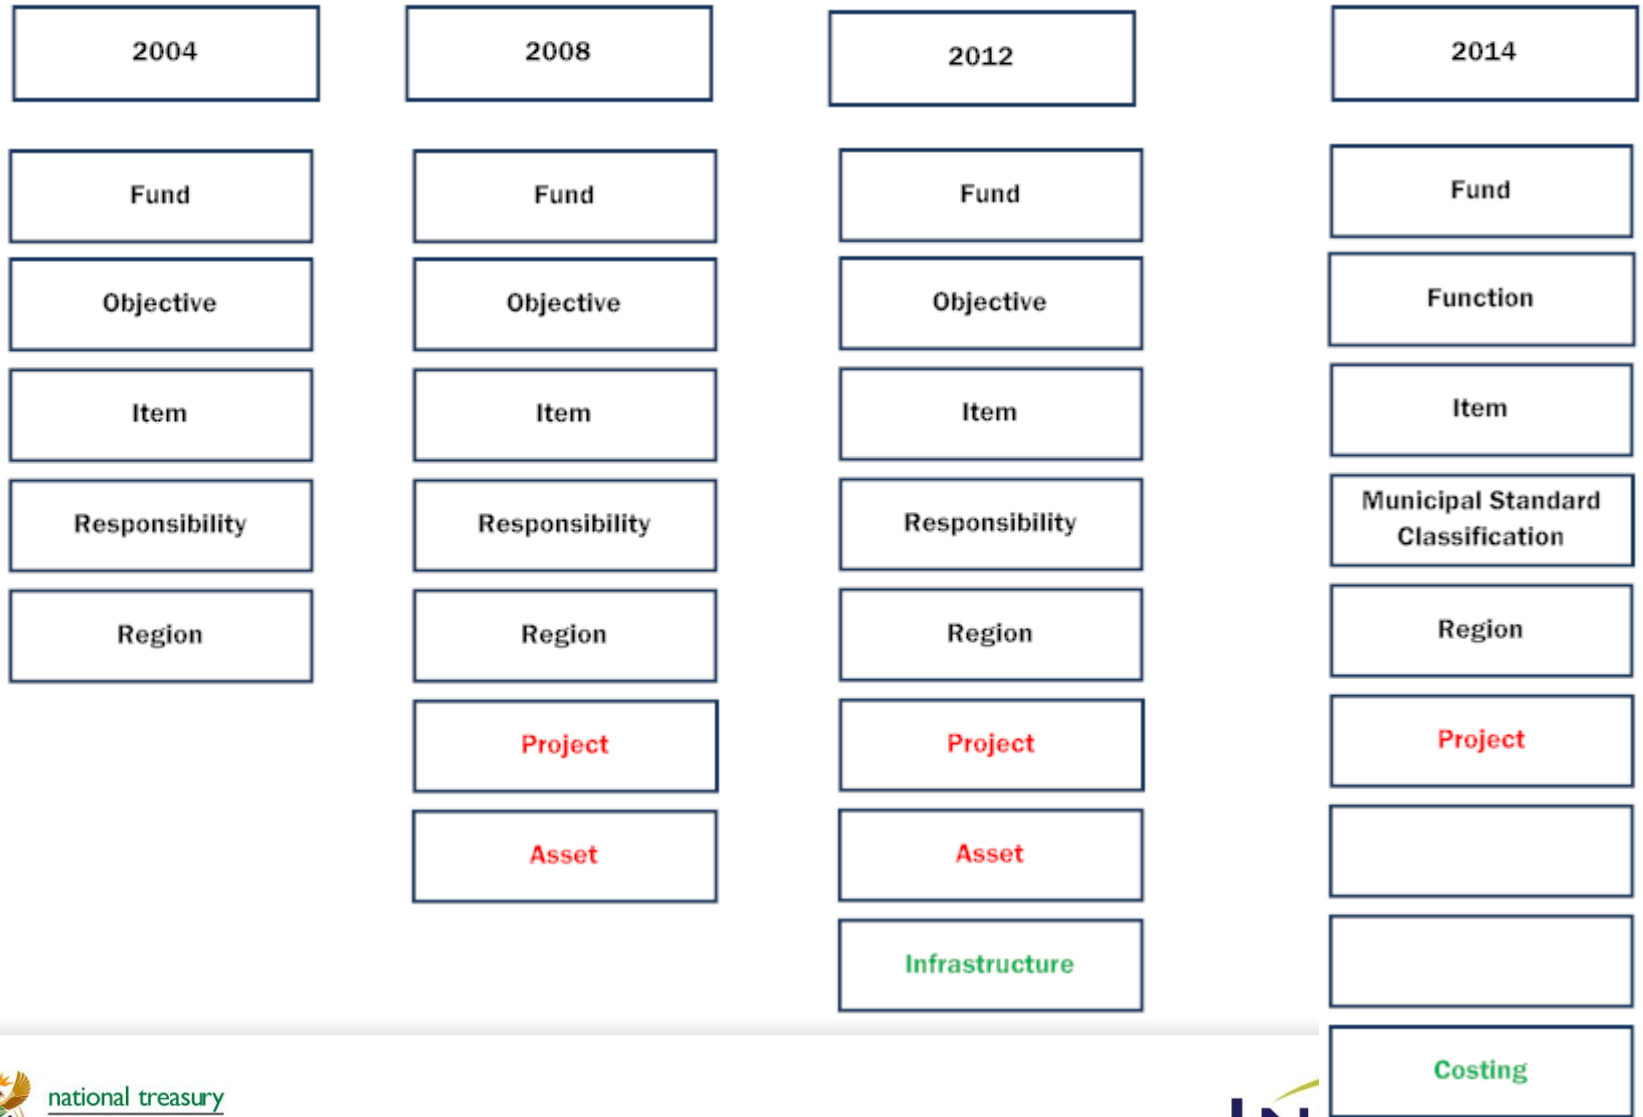 2004
2008
2012
2014
Fund
Fund
Fund
Fund
Objective
Objective
Objective
Function
Item
Item
Item
Item
Responsibility
Responsibility
Responsibility
Municipal Standard
Classification
Region
Region
Region
Region
Project
Project
Project
Asset
Asset
Infrastructure
Costing
national treasury